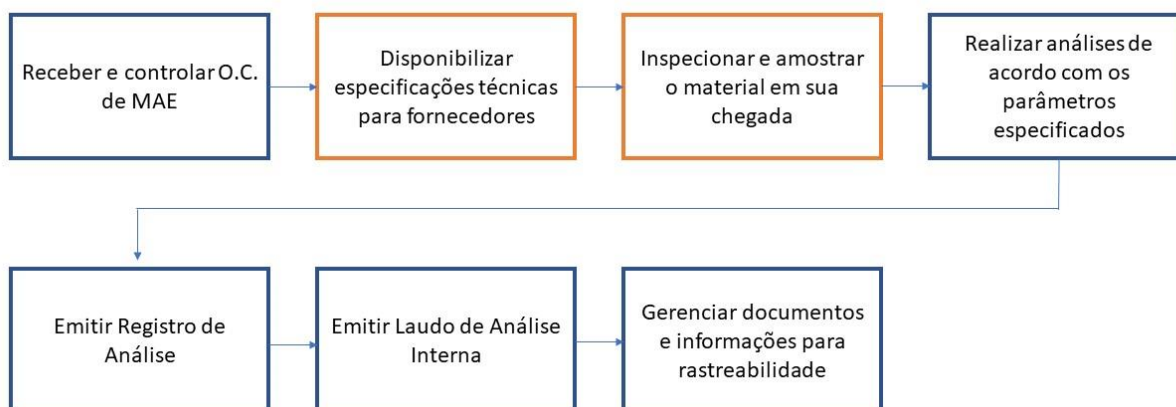 Receber e controlar O.C.
de MAE
Disponibilizar
especificações técnicas
para fornecedores
Inspecionar e amostrar
o material em sua
chegada
Realizar análises de
acordo com os
parâmetros
especificados
Emitir Registro de
Análise
Emitir Laudo de Análise
Interna
Gerenciar documentos
e informações para
rastreabilidade